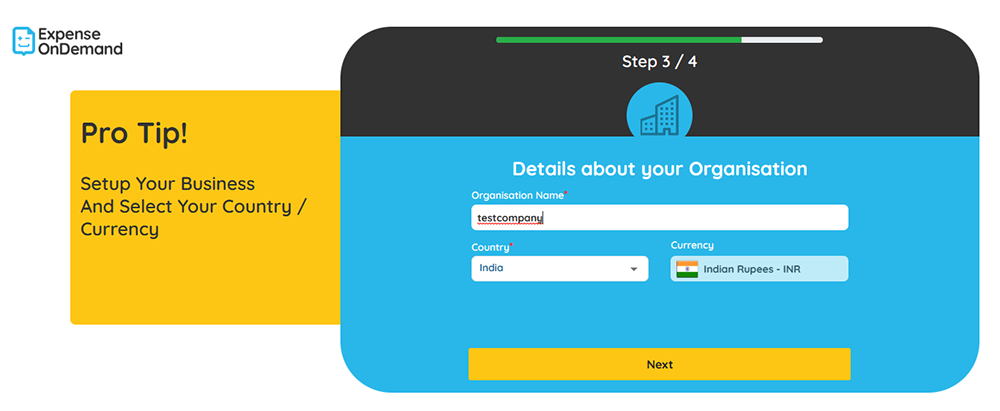 Expense
OnDemand
Pro Tip!
Setup Your Business
And Select Your Country /
Currency
Step 3 / 4
Details about your Organisation
Organisation Name*
testcompany
Country*
Currency
India
Indian Rupees - INR
Next